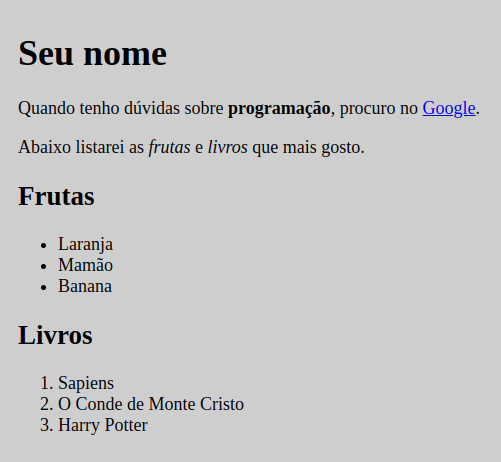 Seu nome
Quando tenho dúvidas sobre programação, procuro no Google.
Abaixo listarei as frutas e livros que mais gosto.
Frutas
• Laranja
• Mamão
• Banana
Livros
1. Sapiens
2. O Conde de Monte Cristo
3. Harry Potter